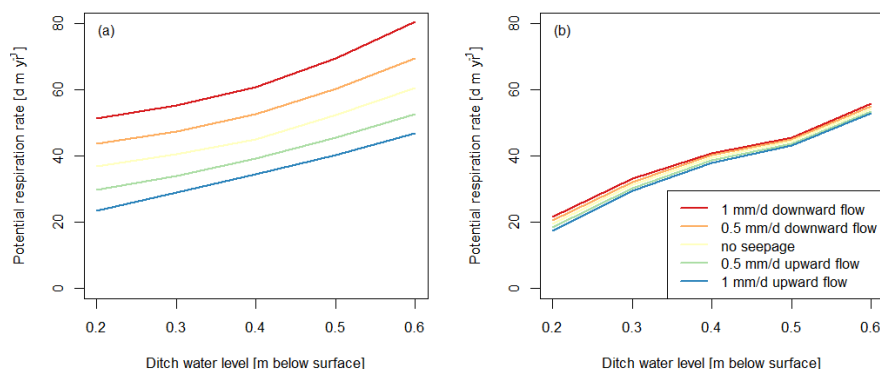 (a)
Potential respiration rate [d m yr⁻¹]
80
60
40
20
0
0.2 0.3 0.4 0.5 0.6
Ditch water level [m below surface]
(b)
Potential respiration rate [d m yr⁻¹]
80
60
40
20
0
1 mm/d downward flow
0.5 mm/d downward flow
no seepage
0.5 mm/d upward flow
1 mm/d upward flow
0.2 0.3 0.4 0.5 0.6
Ditch water level [m below surface]